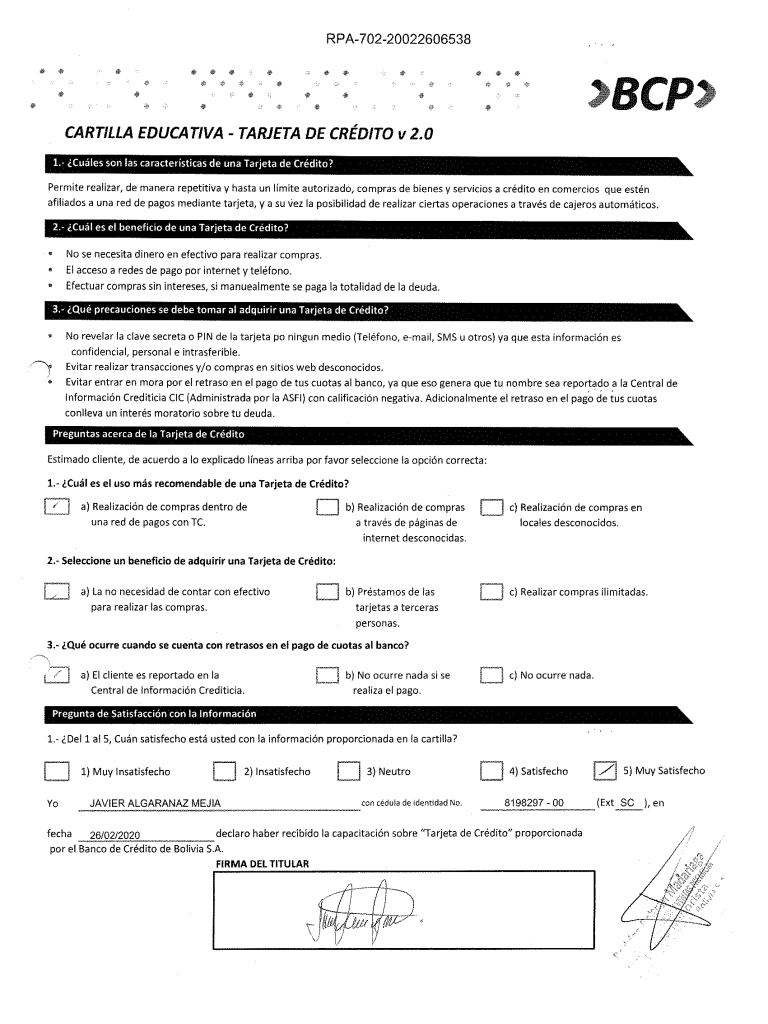 RPA-702-20022606538
BCP
CARTILLA EDUCATIVA - TARJETA DE CRÉDITO v 2.0
1.- ¿Cuáles son las características de una Tarjeta de Crédito?
Permite realizar, de manera repetitiva y hasta un límite autorizado, compras de bienes y servicios a crédito en comercios que estén
afiliados a una red de pagos mediante tarjeta, y a su vez la posibilidad de realizar ciertas operaciones a través de cajeros automáticos.
2.- ¿Cuál es el beneficio de una Tarjeta de Crédito?
• No se necesita dinero en efectivo para realizar compras.
• El acceso a redes de pago por internet y teléfono.
• Efectuar compras sin intereses, si manuealmente se paga la totalidad de la deuda.
3.- ¿Qué precauciones se debe tomar al adquirir una Tarjeta de Crédito?
• No revelar la clave secreta o PIN de la tarjeta po ningun medio (Teléfono, e-mail, SMS u otros) ya que esta información es
confidencial, personal e intrasferible.
• Evitar realizar transacciones y/o compras en sitios web desconocidos.
• Evitar entrar en mora por el retraso en el pago de tus cuotas al banco, ya que eso genera que tu nombre sea reportado a la Central de
Información Crediticia CIC (Administrada por la ASFI) con calificación negativa. Adicionalmente el retraso en el pago de tus cuotas
conlleva un interés moratorio sobre tu deuda.
Preguntas acerca de la Tarjeta de Crédito
Estimado cliente, de acuerdo a lo explicado líneas arriba por favor seleccione la opción correcta:
1.- ¿Cuál es el uso más recomendable de una Tarjeta de Crédito?
a) Realización de compras dentro de b) Realización de compras c) Realización de compras en
una red de pagos con TC. a través de páginas de locales desconocidos.
internet desconocidas.
2.- Seleccione un beneficio de adquirir una Tarjeta de Crédito:
a) La no necesidad de contar con efectivo b) Préstamos de las c) Realizar compras ilimitadas.
para realizar las compras. tarjetas a terceras
personas.
3.- ¿Qué ocurre cuando se cuenta con retrasos en el pago de cuotas al banco?
a) El cliente es reportado en la b) No ocurre nada si se c) No ocurre nada.
Central de Información Crediticia. realiza el pago.
Pregunta de Satisfacción con la Información
1.- ¿Del 1 al 5, Cuán satisfecho está usted con la información proporcionada en la cartilla?
1) Muy Insatisfecho 2) Insatisfecho 3) Neutro 4) Satisfecho 5) Muy Satisfecho
Yo JAVIER ALGARANAZ MEJIA con cédula de identidad No. 8198297 - 00 (Ext SC ), en
fecha 26/02/2020 declaro haber recibido la capacitación sobre "Tarjeta de Crédito" proporcionada
por el Banco de Crédito de Bolivia S.A.
FIRMA DEL TITULAR
Madariaga